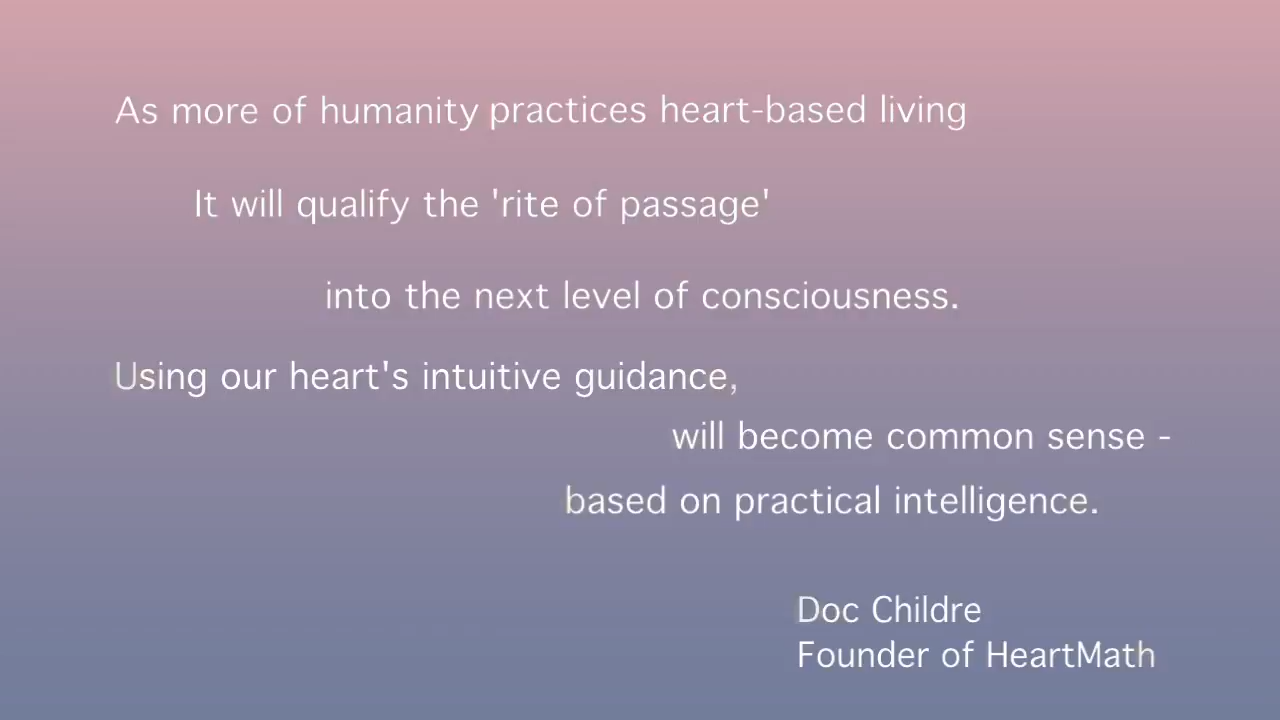 As more of humanity practices heart-based living
It will qualify the 'rite of passage'
into the next level of consciousness.
Using our heart's intuitive guidance,
will become common sense -
based on practical intelligence.
Doc Childre
Founder of HeartMath